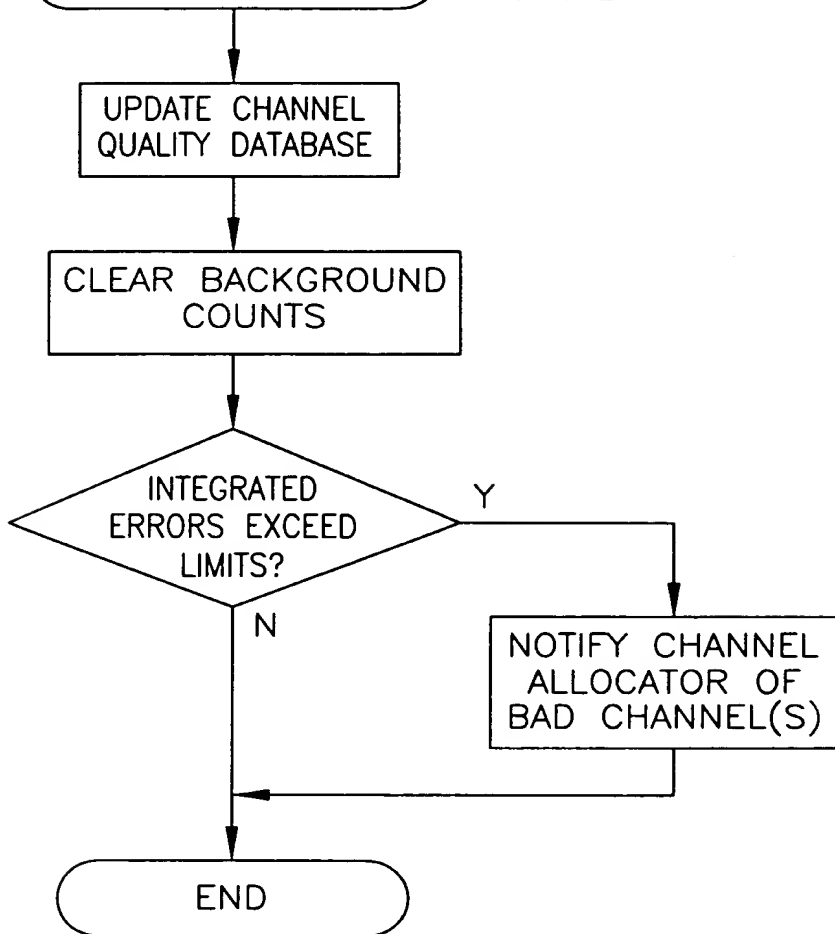 UPDATE CHANNEL
QUALITY DATABASE
CLEAR BACKGROUND
COUNTS
INTEGRATED
ERRORS EXCEED
LIMITS?
Y
N
NOTIFY CHANNEL
ALLOCATOR OF
BAD CHANNEL(S)
END